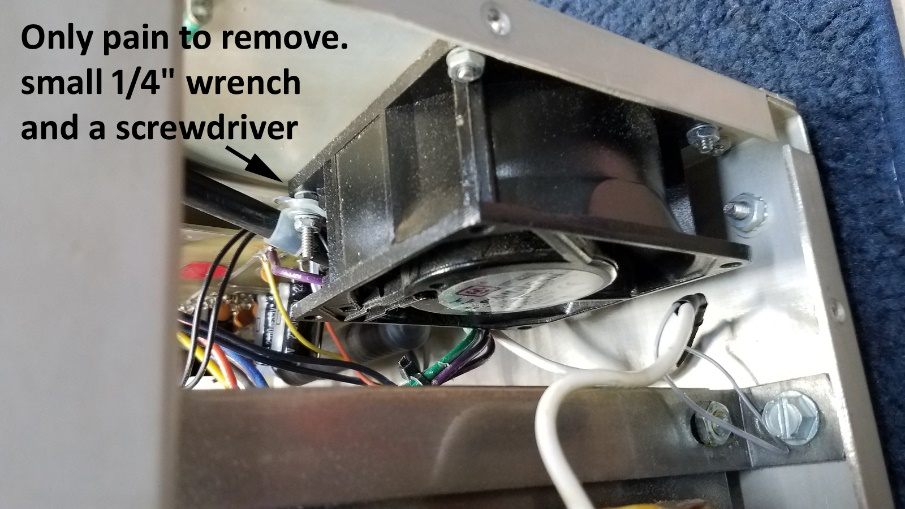 Only pain to remove.
small 1/4" wrench
and a screwdriver